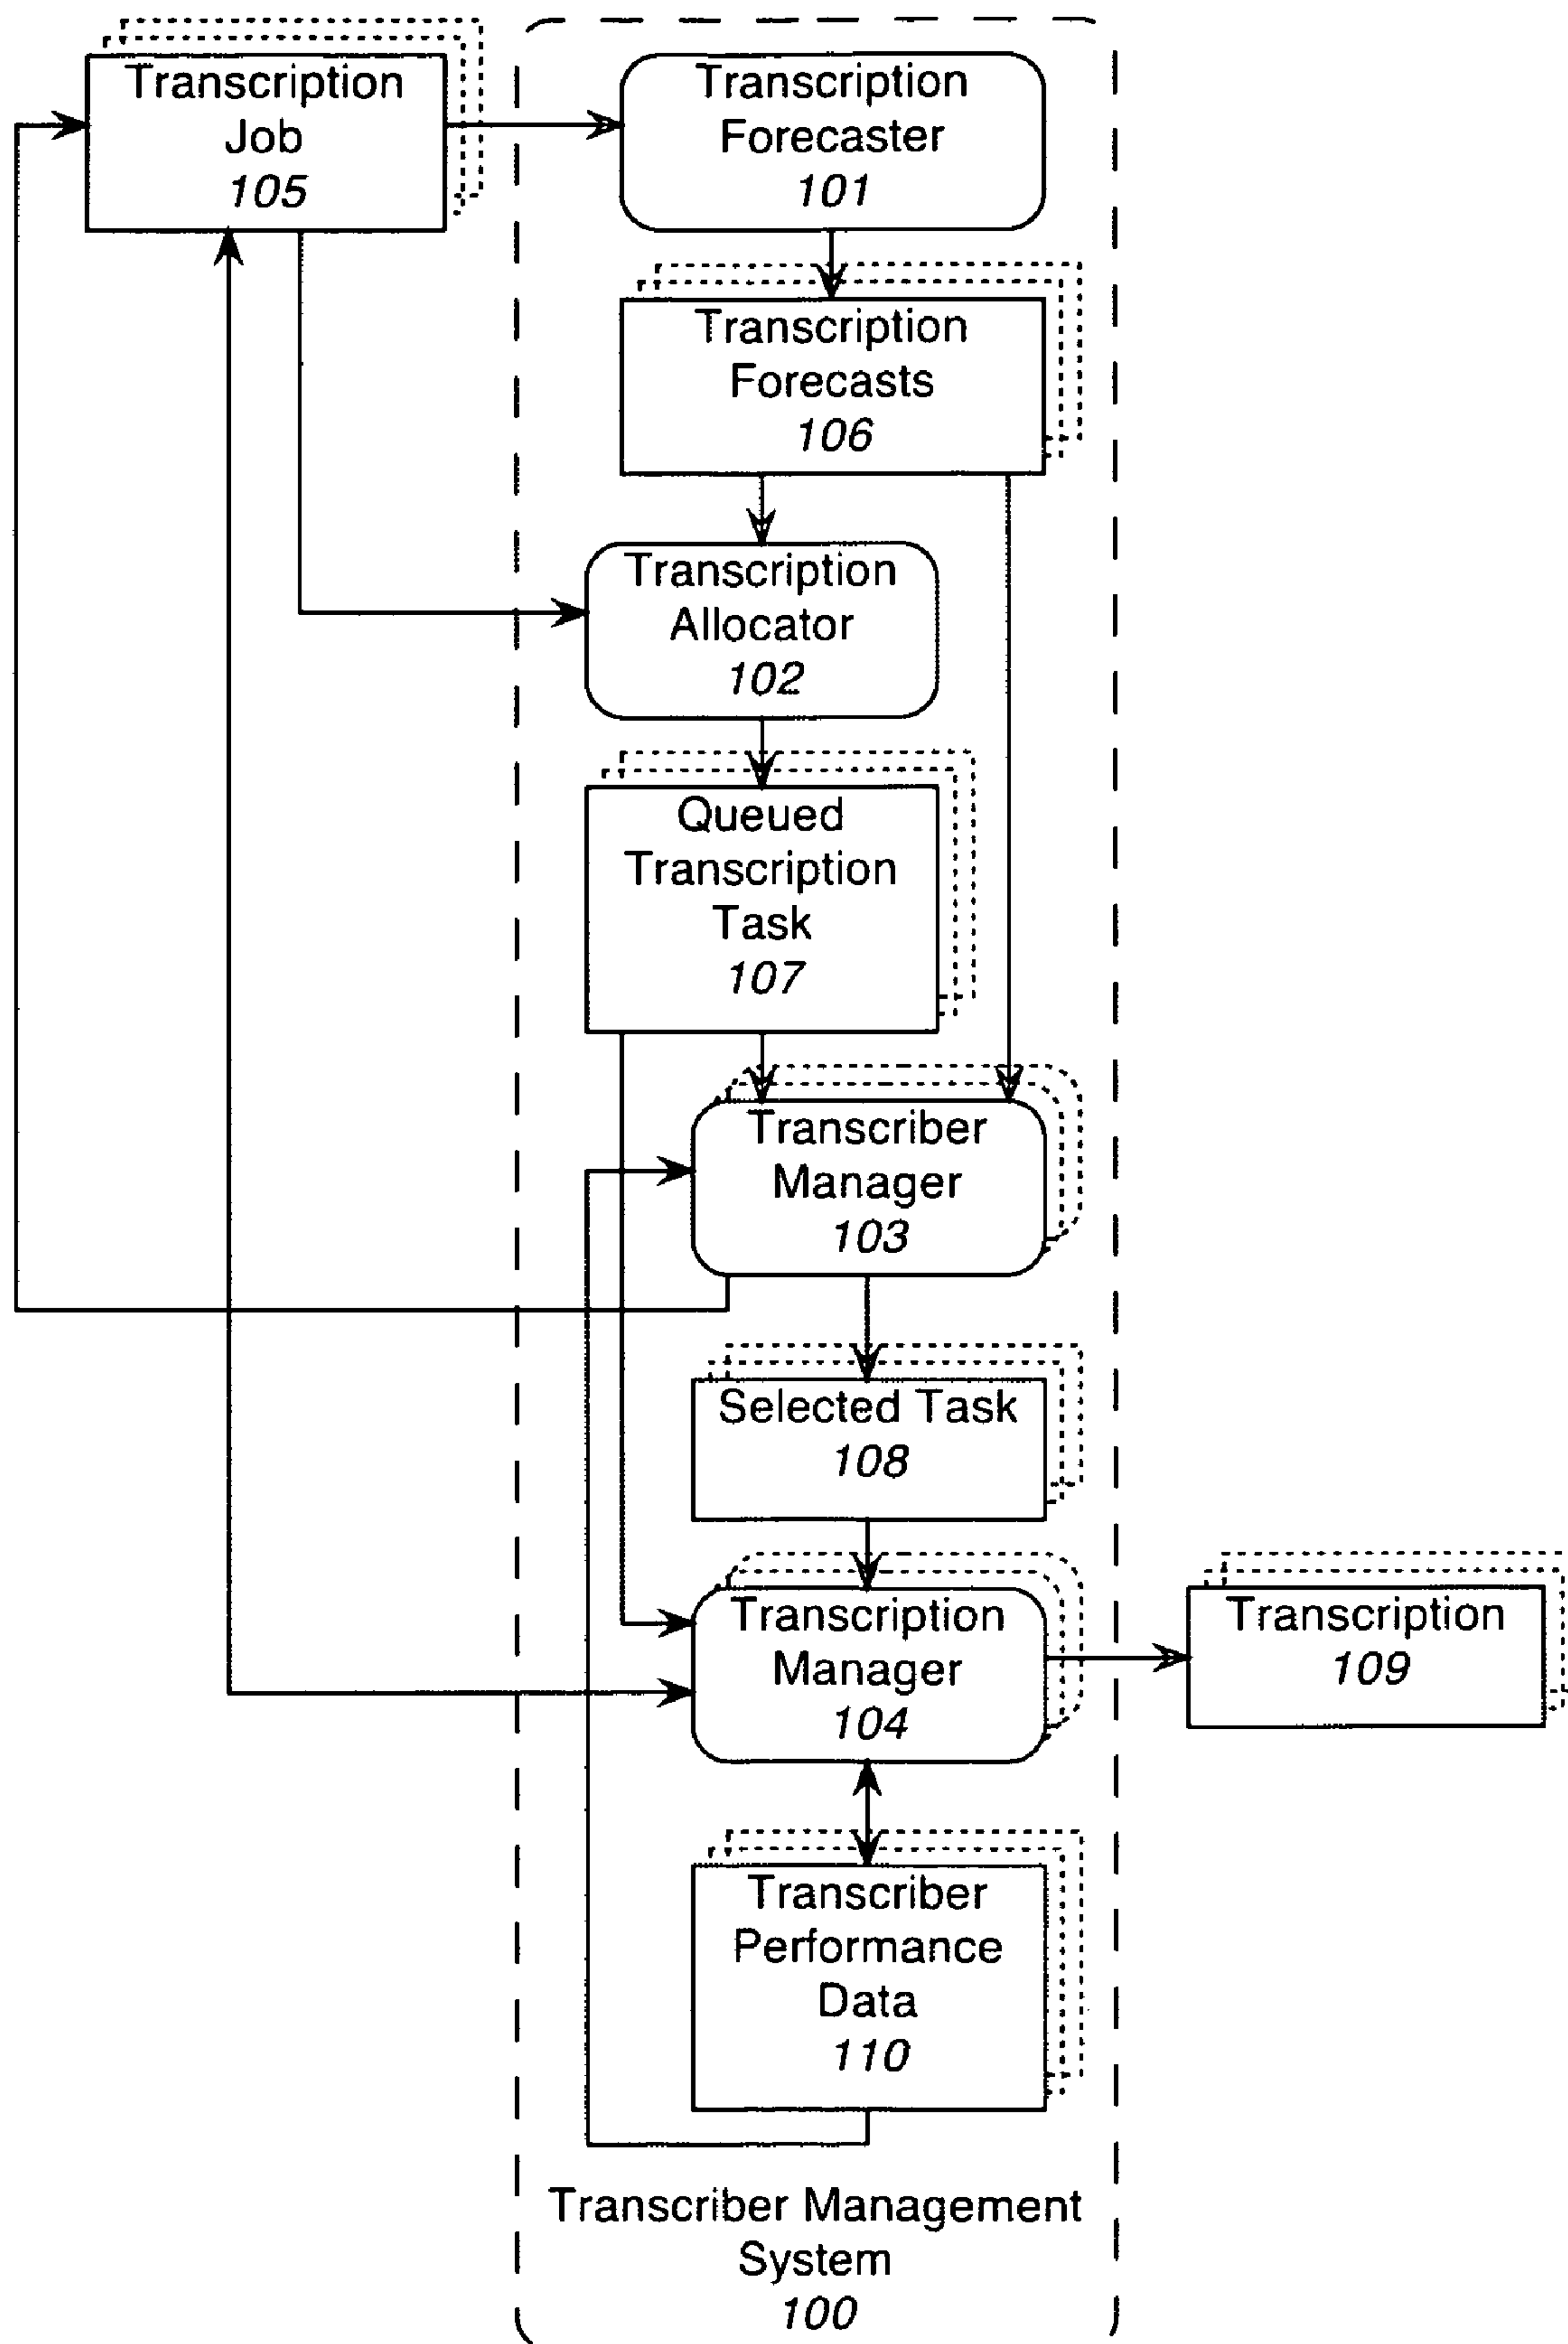 Transcription
Job
105
Transcription
Forecaster
101
Transcription
Forecasts
106
Transcription
Allocator
102
Queued
Transcription
Task
107
Transcriber
Manager
103
Selected Task
108
Transcription
Manager
104
Transcription
109
Transcriber
Performance
Data
110
Transcriber Management
System
100